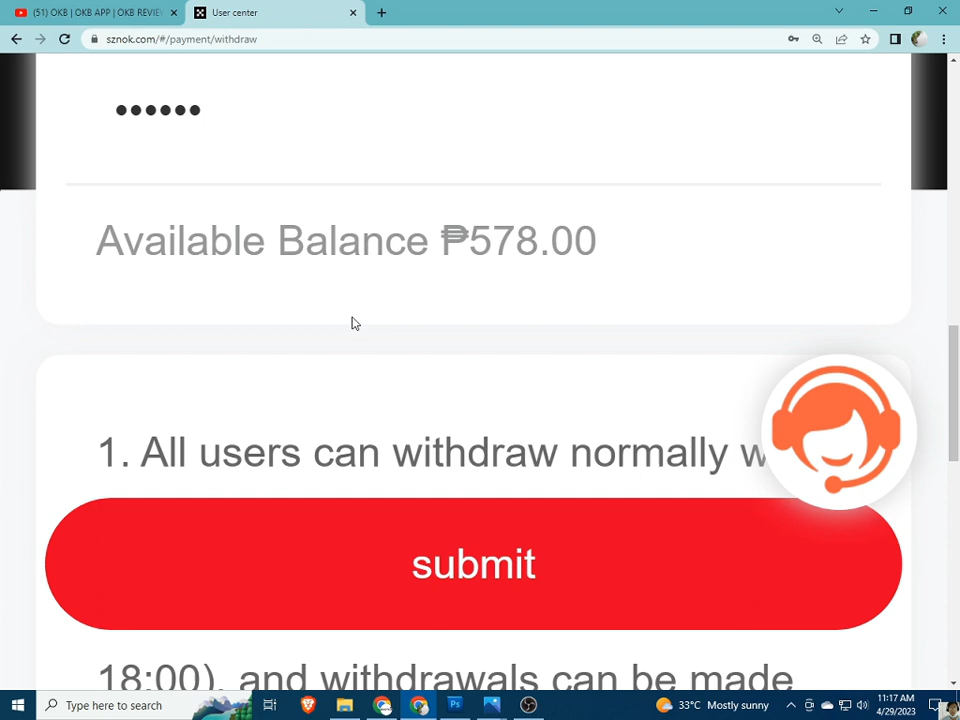 (51) OKB | OKB APP | OKB REVIE
User center
sznok.com/#/payment/withdraw
••••••
Available Balance ₱578.00
1. All users can withdraw normally w
submit
18:00), and withdrawals can be made
Type here to search
33°C Mostly sunny
11:17 AM
4/29/2023